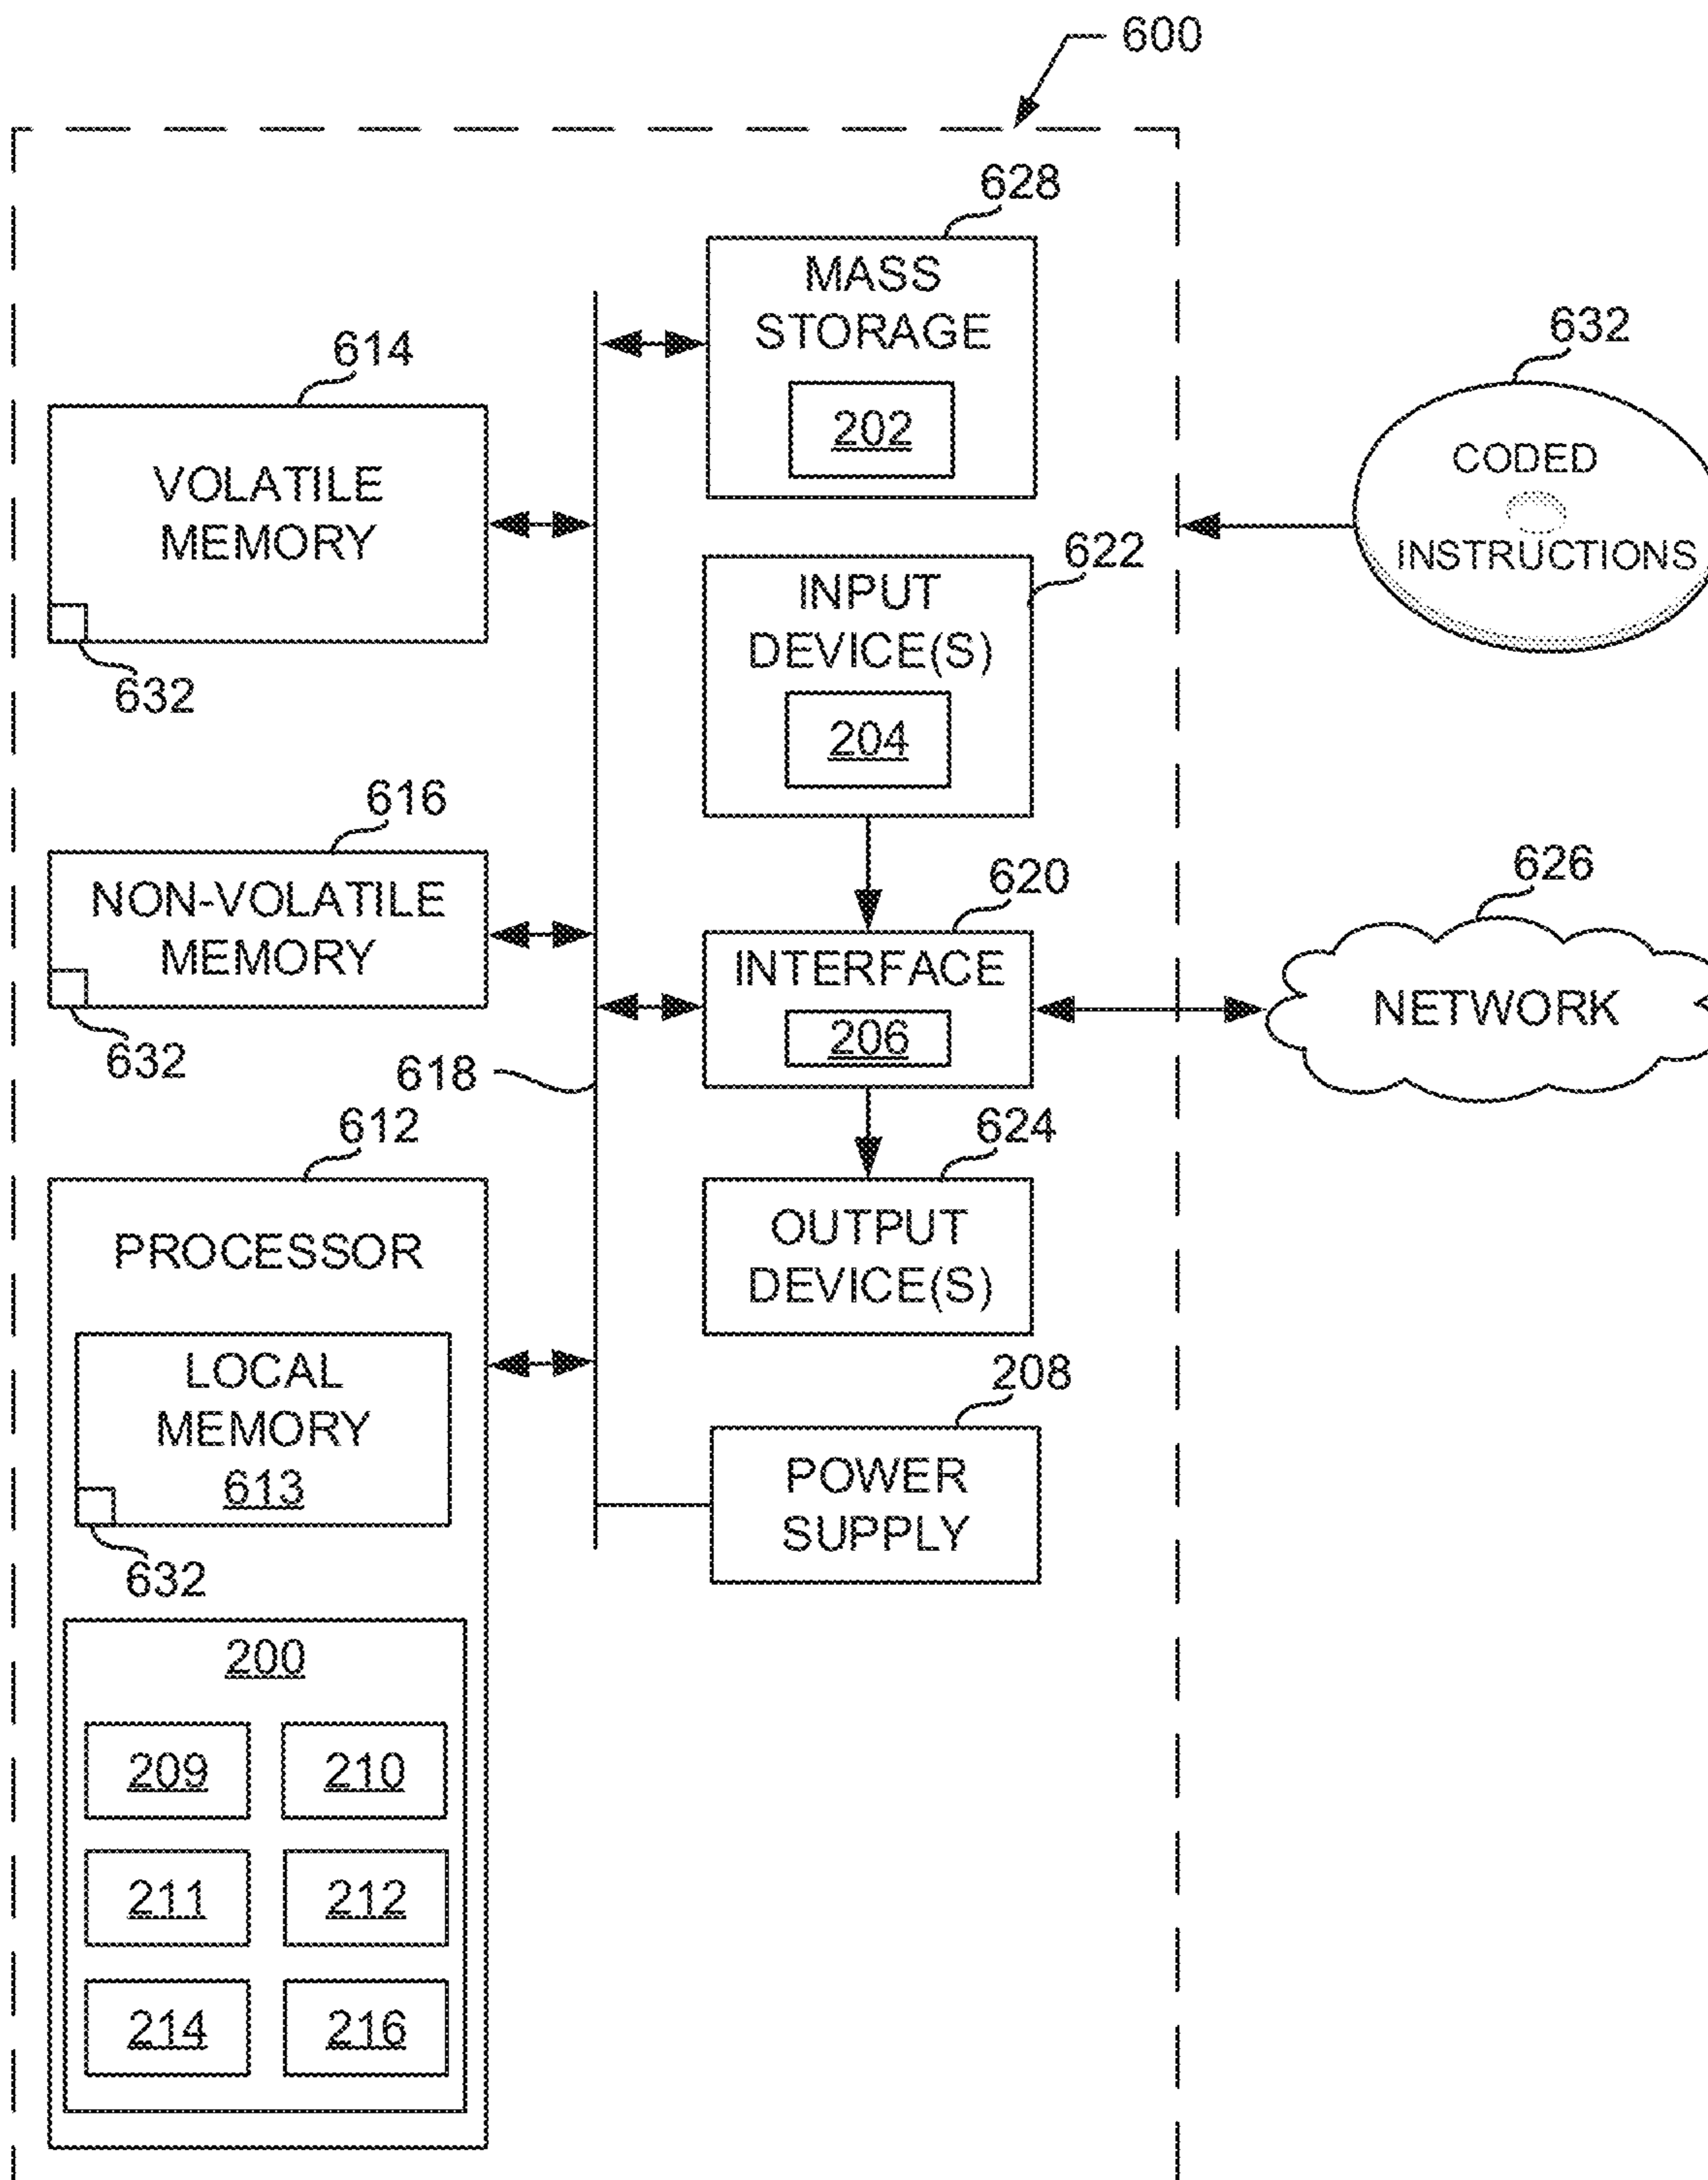 600
628
MASS
STORAGE
202
614
VOLATILE
MEMORY
632
632
CODED
INSTRUCTIONS
622
INPUT
DEVICE(S)
204
616
NON-VOLATILE
MEMORY
632
620
INTERFACE
206
626
NETWORK
618
612
PROCESSOR
LOCAL
MEMORY
613
632
624
OUTPUT
DEVICE(S)
208
POWER
SUPPLY
200
209
210
211
212
214
216